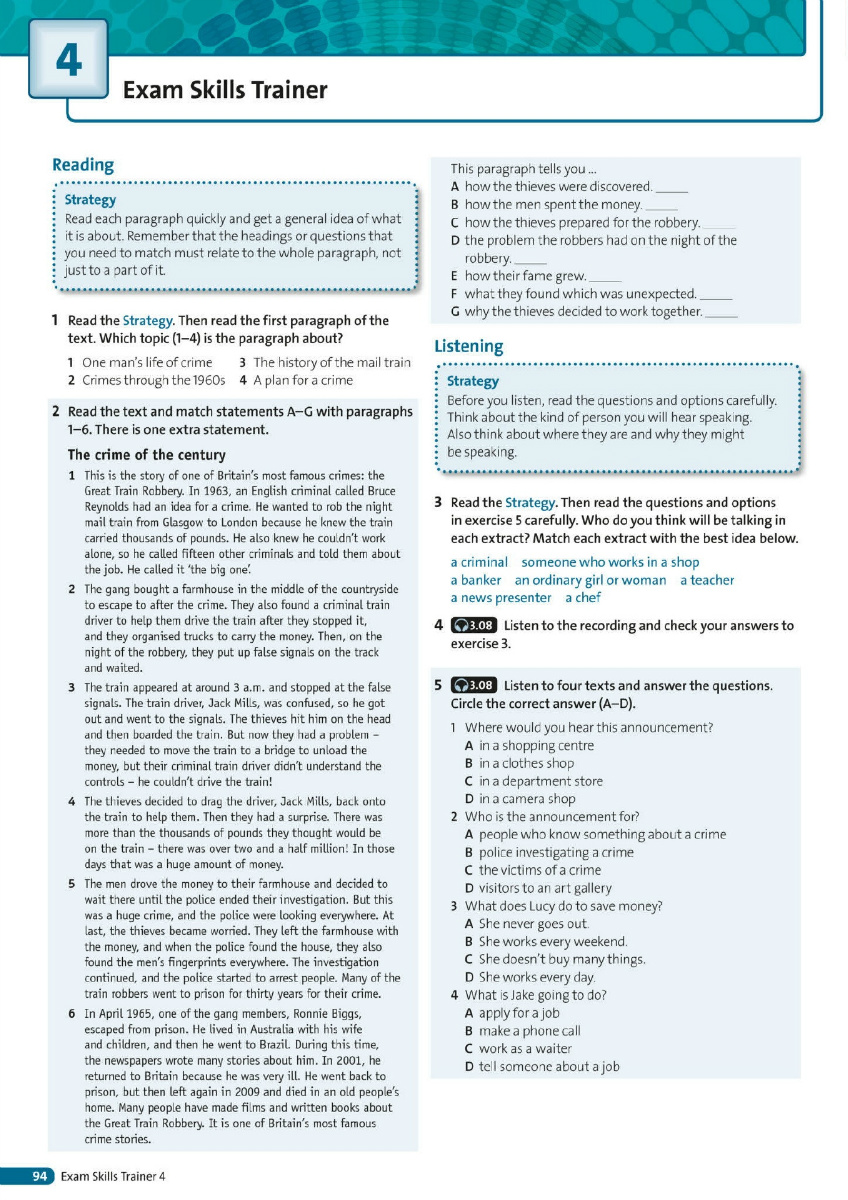 4
Exam Skills Trainer
Reading
Strategy
Read each paragraph quickly and get a general idea of what
it is about. Remember that the headings or questions that
you need to match must relate to the whole paragraph, not
just to a part of it.
1 Read the Strategy. Then read the first paragraph of the
text. Which topic (1–4) is the paragraph about?
1 One man's life of crime 3 The history of the mail train
2 Crimes through the 1960s 4 A plan for a crime
2 Read the text and match statements A–G with paragraphs
1–6. There is one extra statement.
The crime of the century
1 This is the story of one of Britain's most famous crimes: the
Great Train Robbery. In 1963, an English criminal called Bruce
Reynolds had an idea for a crime. He wanted to rob the night
mail train from Glasgow to London because he knew the train
carried thousands of pounds. He also knew he couldn't work
alone, so he called fifteen other criminals and told them about
the job. He called it 'the big one'.
2 The gang bought a farmhouse in the middle of the countryside
to escape to after the crime. They also found a criminal train
driver to help them drive the train after they stopped it,
and they organised trucks to carry the money. Then, on the
night of the robbery, they put up false signals on the track
and waited.
3 The train appeared at around 3 a.m. and stopped at the false
signals. The train driver, Jack Mills, was confused, so he got
out and went to the signals. The thieves hit him on the head
and then boarded the train. But now they had a problem –
they needed to move the train to a bridge to unload the
money, but their criminal train driver didn't understand the
controls – he couldn't drive the train!
4 The thieves decided to drag the driver, Jack Mills, back onto
the train to help them. Then they had a surprise. There was
more than the thousands of pounds they thought would be
on the train – there was over two and a half million! In those
days that was a huge amount of money.
5 The men drove the money to their farmhouse and decided to
wait there until the police ended their investigation. But this
was a huge crime, and the police were looking everywhere. At
last, the thieves became worried. They left the farmhouse with
the money, and when the police found the house, they also
found the men's fingerprints everywhere. The investigation
continued, and the police started to arrest people. Many of the
train robbers went to prison for thirty years for their crime.
6 In April 1965, one of the gang members, Ronnie Biggs,
escaped from prison. He lived in Australia with his wife
and children, and then he went to Brazil. During this time,
the newspapers wrote many stories about him. In 2001, he
returned to Britain because he was very ill. He went back to
prison, but then left again in 2009 and died in an old people's
home. Many people have made films and written books about
the Great Train Robbery. It is one of Britain's most famous
crime stories.
This paragraph tells you ...
A how the thieves were discovered. _____
B how the men spent the money. _____
C how the thieves prepared for the robbery. _____
D the problem the robbers had on the night of the
robbery. _____
E how their fame grew. _____
F what they found which was unexpected. _____
G why the thieves decided to work together. _____
Listening
Strategy
Before you listen, read the questions and options carefully.
Think about the kind of person you will hear speaking.
Also think about where they are and why they might
be speaking.
3 Read the Strategy. Then read the questions and options
in exercise 5 carefully. Who do you think will be talking in
each extract? Match each extract with the best idea below.
a criminal someone who works in a shop
a banker an ordinary girl or woman a teacher
a news presenter a chef
4 3.08 Listen to the recording and check your answers to
exercise 3.
5 3.08 Listen to four texts and answer the questions.
Circle the correct answer (A–D).
1 Where would you hear this announcement?
A in a shopping centre
B in a clothes shop
C in a department store
D in a camera shop
2 Who is the announcement for?
A people who know something about a crime
B police investigating a crime
C the victims of a crime
D visitors to an art gallery
3 What does Lucy do to save money?
A She never goes out.
B She works every weekend.
C She doesn't buy many things.
D She works every day.
4 What is Jake going to do?
A apply for a job
B make a phone call
C work as a waiter
D tell someone about a job
94 Exam Skills Trainer 4